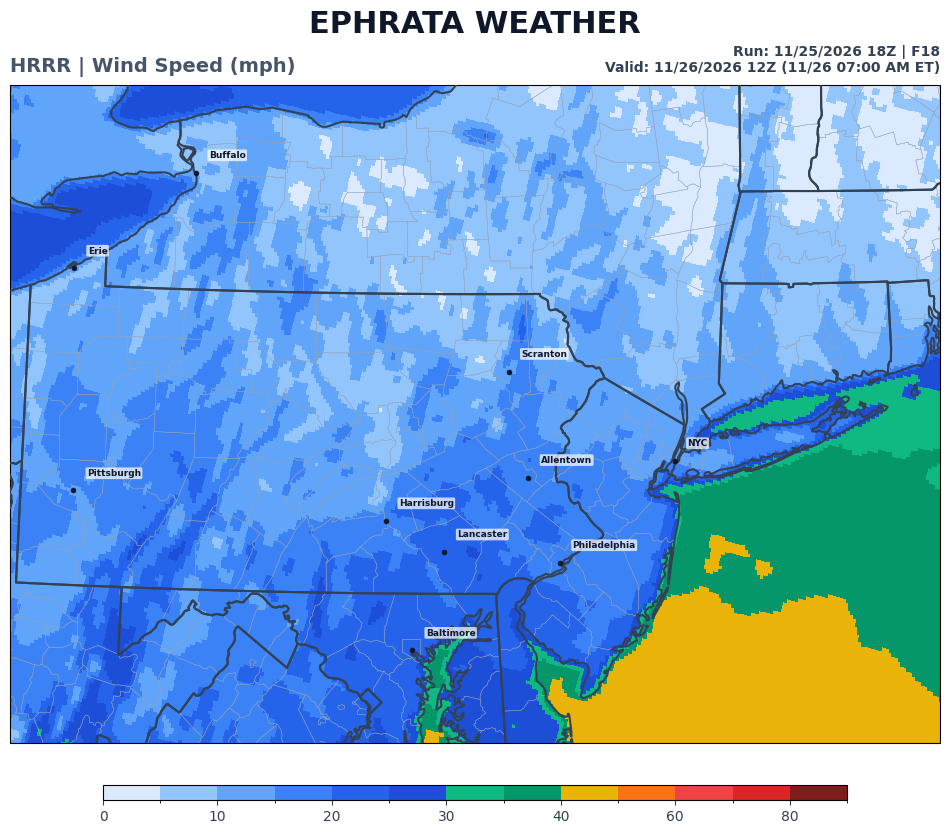 EPHRATA WEATHER
Run: 11/25/2026 18Z | F18
HRRR | Wind Speed (mph)
Valid: 11/26/2026 12Z (11/26 07:00 AM ET)
Buffalo
Erie
Scranton
NYC
Allentown
Pittsburgh
Harrisburg
Lancaster
Philadelphia
Baltimore
0 10 20 30 40 50 60 70 80